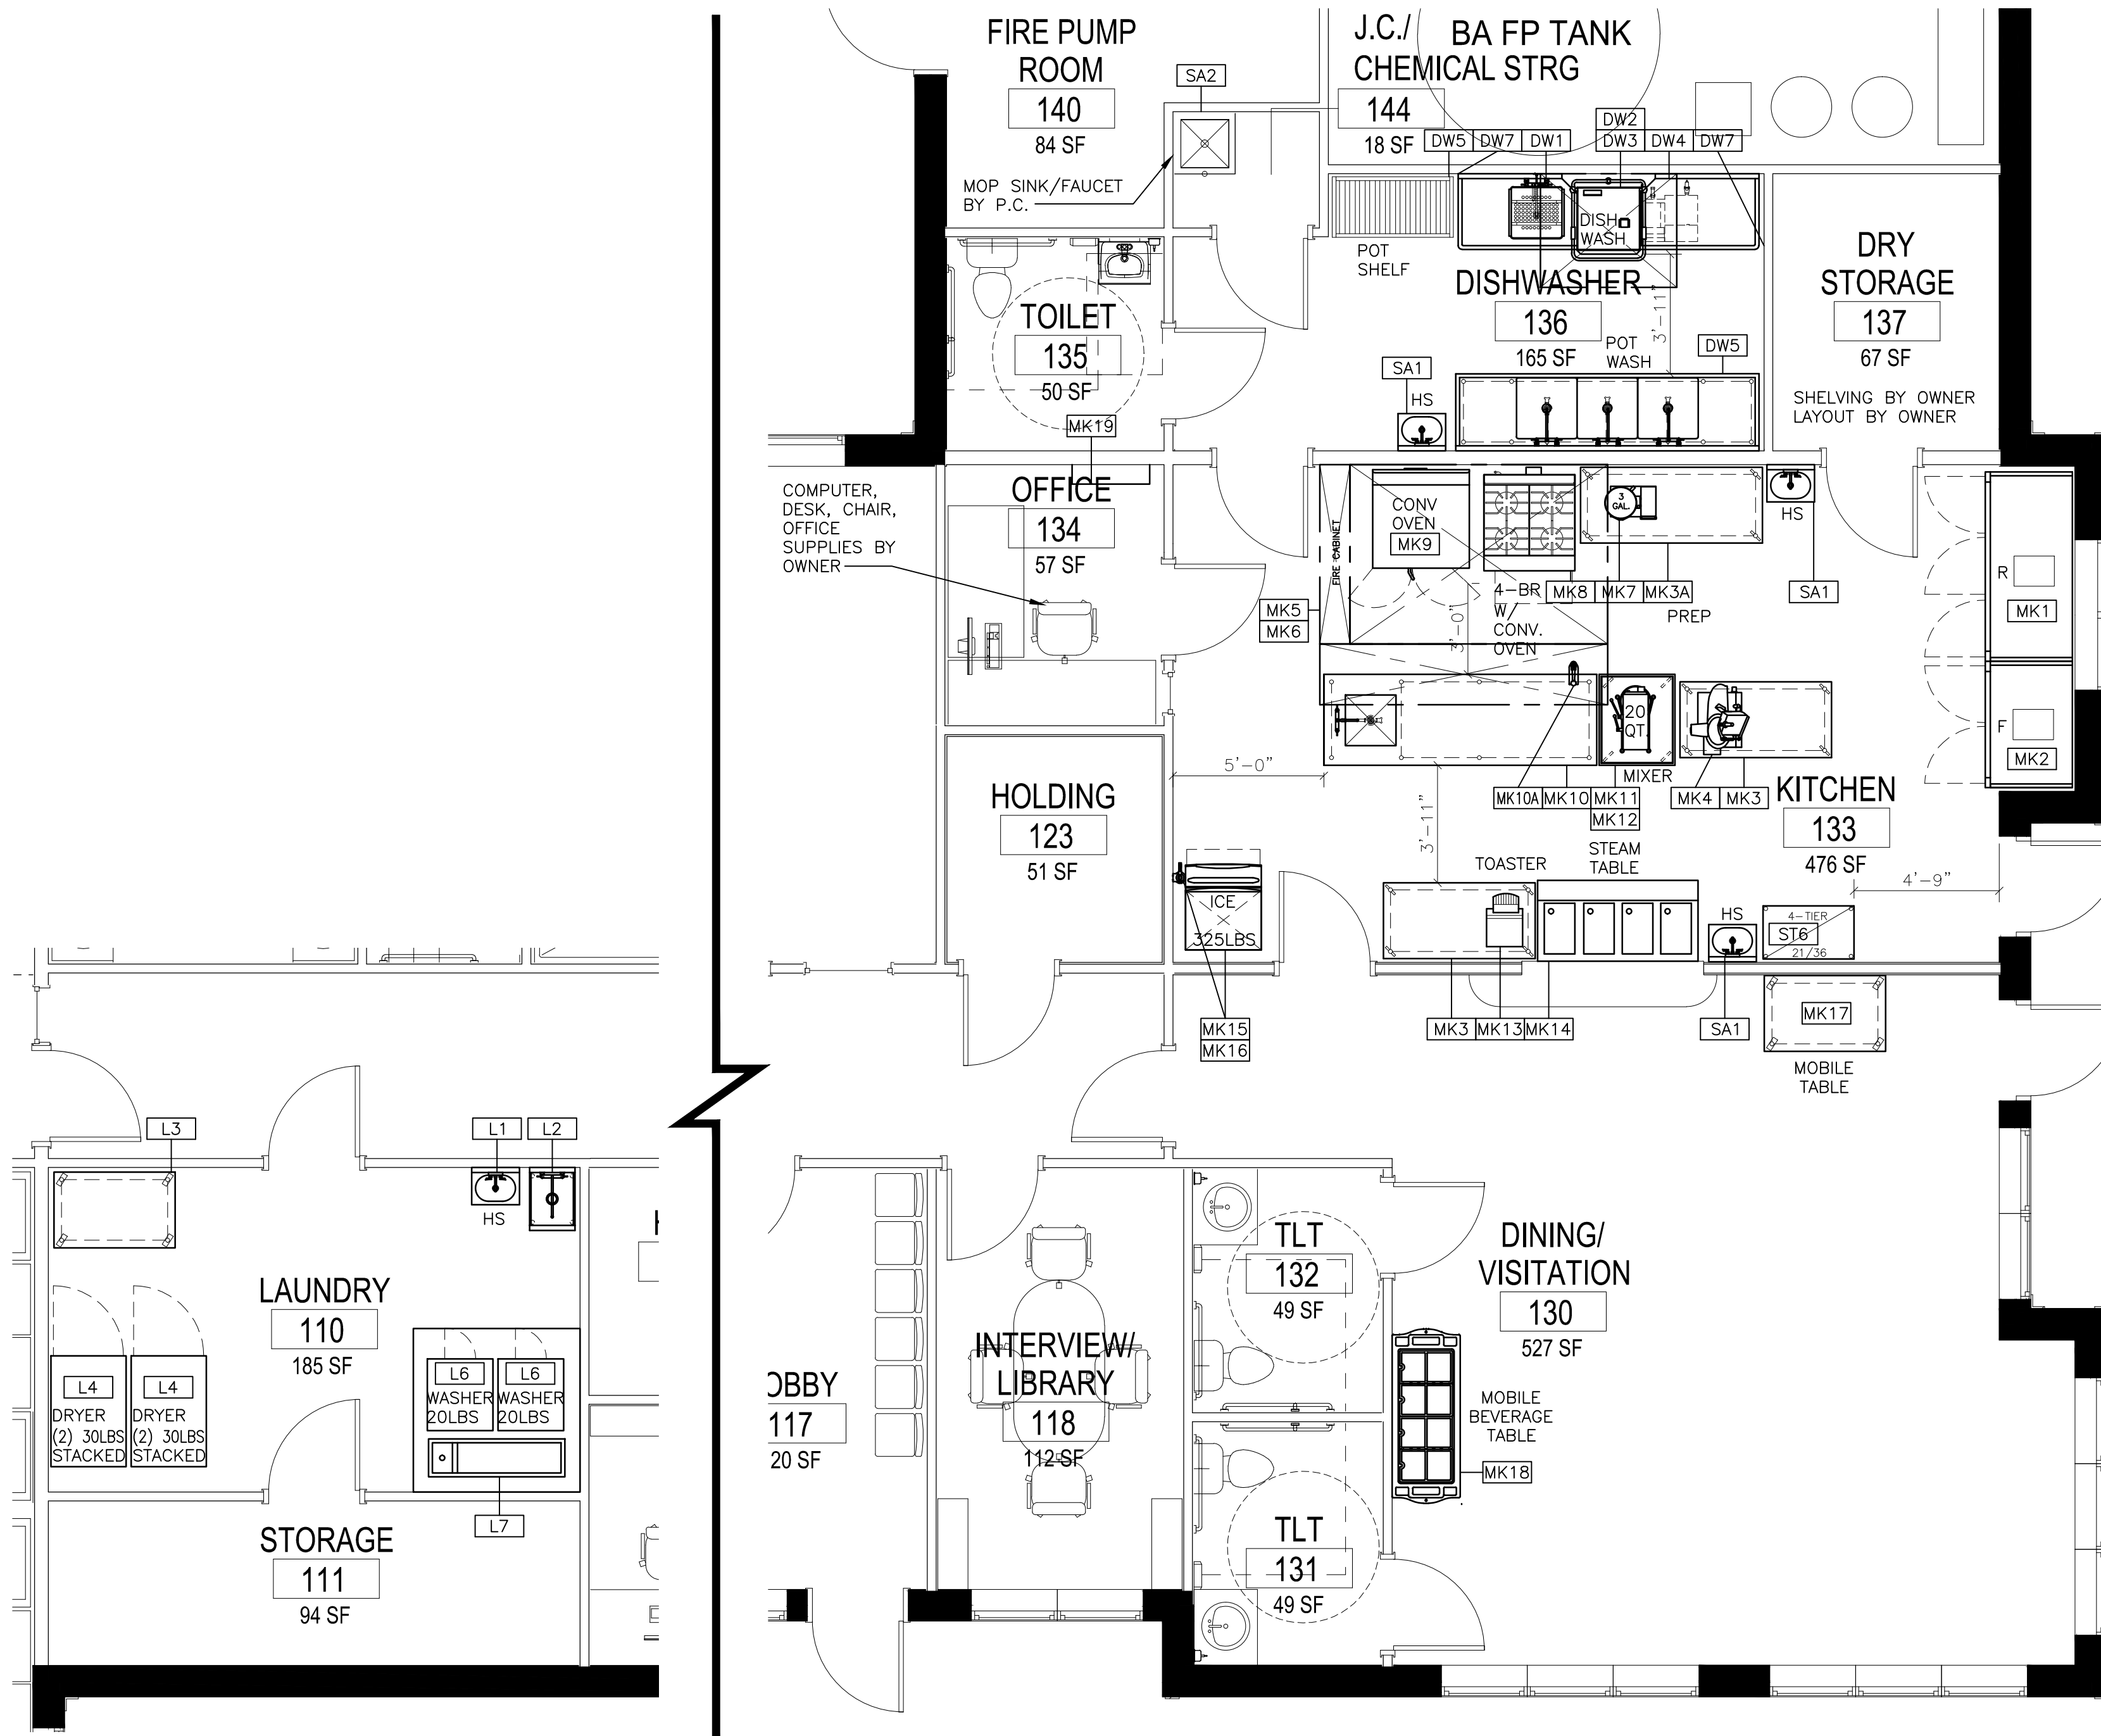 FIRE PUMP
ROOM
140
84 SF
SA2
MOP SINK/FAUCET
BY P.C.
J.C./
CHEMICAL STRG
144
18 SF
BA FP TANK
DW5
DW7
DW1
DW2
DW3
DW4
DW7
DISH
WASH
POT
SHELF
DISHWASHER
136
165 SF
3'-11"
POT
WASH
DW5
SA1
HS
DRY
STORAGE
137
67 SF
SHELVING BY OWNER
LAYOUT BY OWNER
TOILET
135
50 SF
MK19
COMPUTER,
DESK, CHAIR,
OFFICE
SUPPLIES BY
OWNER
OFFICE
134
57 SF
FIRE CABINET
CONV
OVEN
MK9
3
GAL.
HS
SA1
MK5
MK6
4-BR
W/
CONV.
OVEN
3'-0"
MK8
MK7
MK3A
PREP
R
MK1
F
MK2
20
QT.
MIXER
5'-0"
MK10A
MK10
MK11
MK12
MK4
MK3
KITCHEN
133
476 SF
3'-11"
4'-9"
HOLDING
123
51 SF
TOASTER
STEAM
TABLE
ICE
325LBS
HS
4-TIER
ST6
21/36
MK15
MK16
MK3
MK13
MK14
SA1
MK17
MOBILE
TABLE
L3
L1
L2
HS
LAUNDRY
110
185 SF
L4
DRYER
(2) 30LBS
STACKED
L4
DRYER
(2) 30LBS
STACKED
L6
WASHER
20LBS
L6
WASHER
20LBS
L7
STORAGE
111
94 SF
OBBY
117
20 SF
INTERVIEW/
LIBRARY
118
112 SF
TLT
132
49 SF
TLT
131
49 SF
DINING/
VISITATION
130
527 SF
MOBILE
BEVERAGE
TABLE
MK18